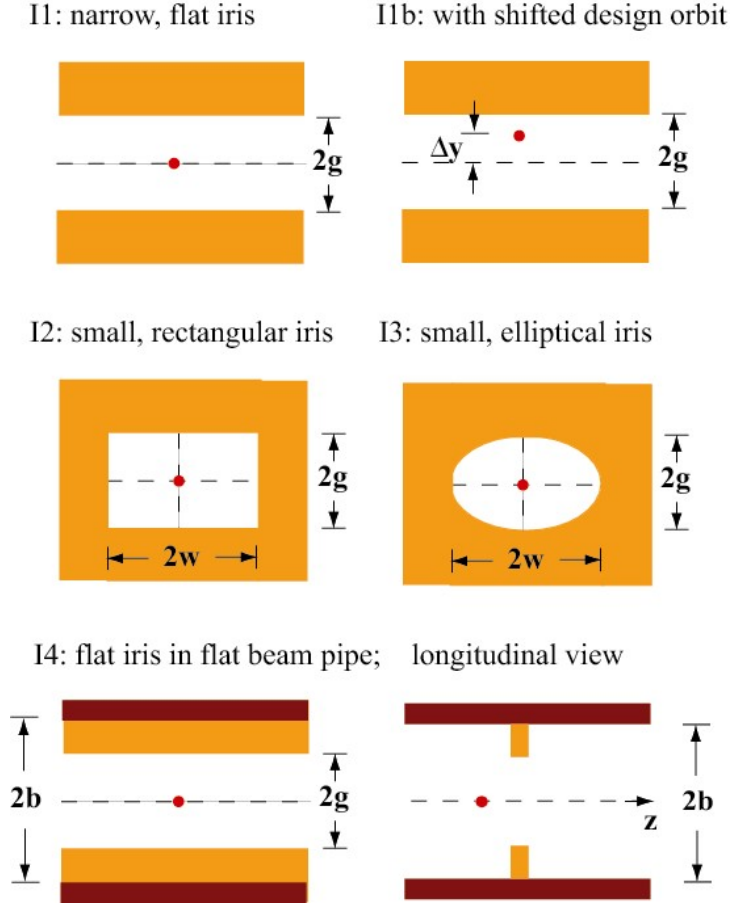 I1: narrow, flat iris
I1b: with shifted design orbit
2g
Δy
2g
I2: small, rectangular iris
I3: small, elliptical iris
2g
2w
2g
2w
I4: flat iris in flat beam pipe;
longitudinal view
2b
2g
2b
z